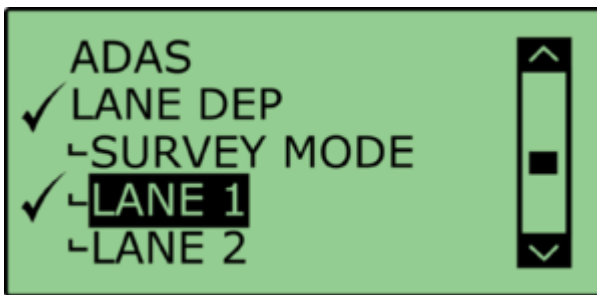 ADAS
LANE DEP
SURVEY MODE
LANE 1
LANE 2